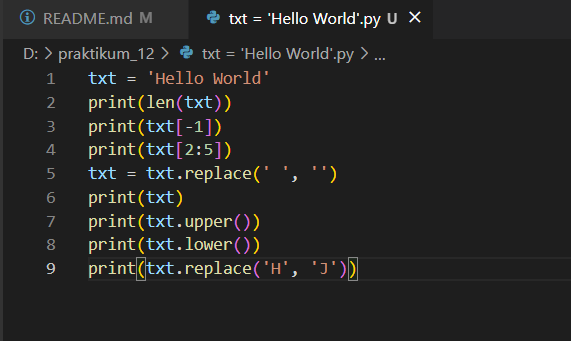 README.md M txt = 'Hello World'.py U
D: > praktikum_12 > txt = 'Hello World'.py > ...
1 txt = 'Hello World'
2 print(len(txt))
3 print(txt[-1])
4 print(txt[2:5])
5 txt = txt.replace(' ', '')
6 print(txt)
7 print(txt.upper())
8 print(txt.lower())
9 print(txt.replace('H', 'J'))